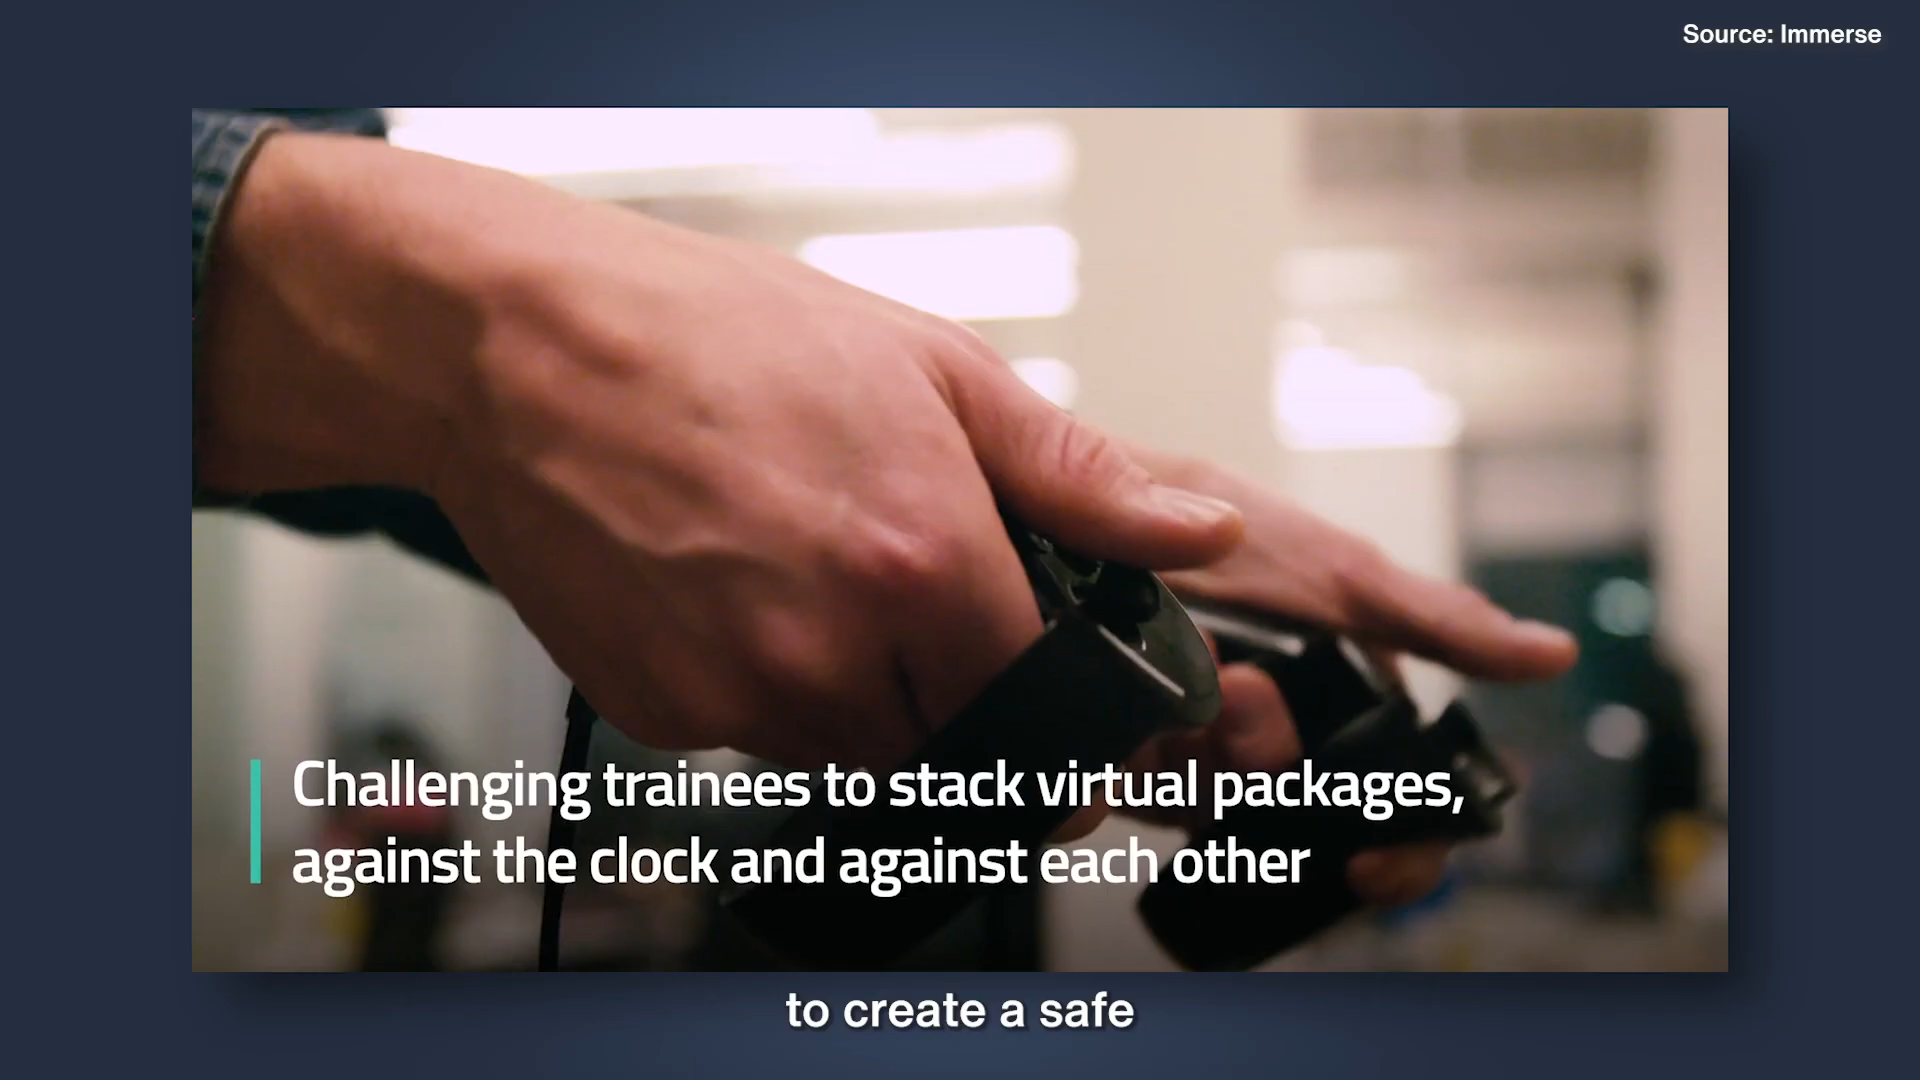 Source: Immerse
Challenging trainees to stack virtual packages,
against the clock and against each other
to create a safe